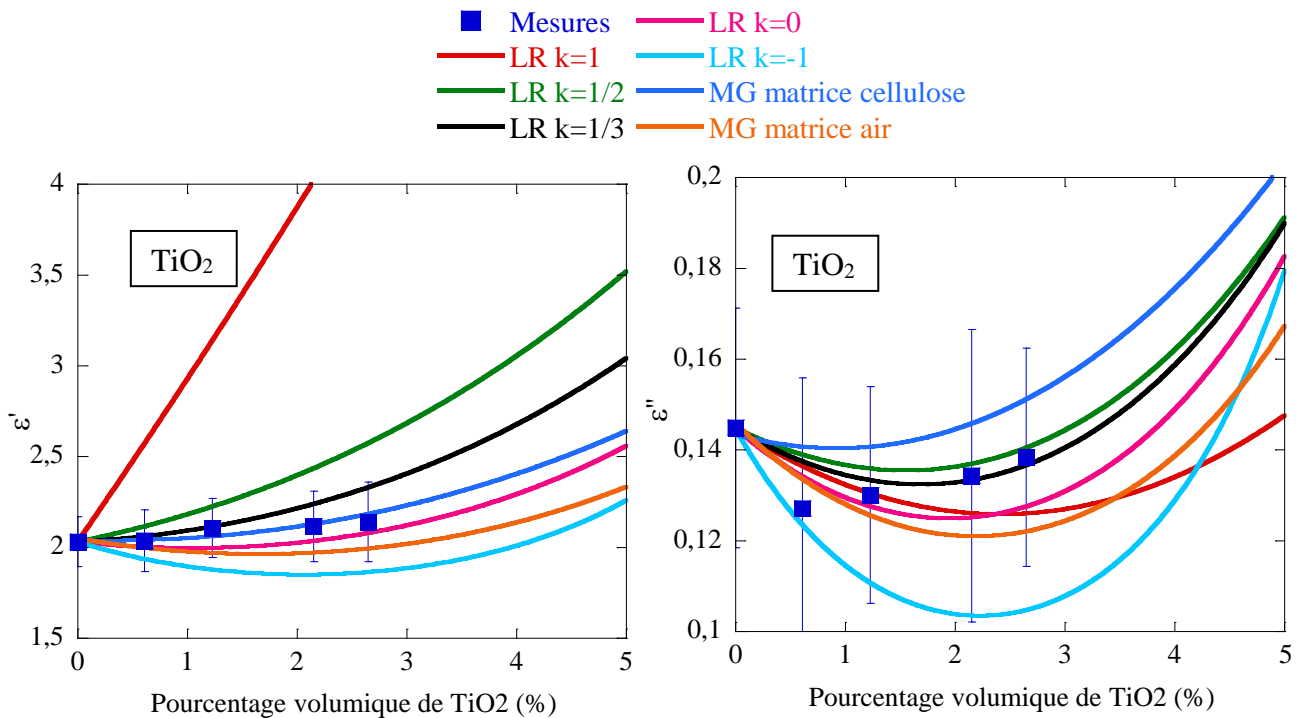 Mesures
LR k=0
LR k=1
LR k=-1
LR k=1/2
MG matrice cellulose
LR k=1/3
MG matrice air
4
3,5
3
2,5
2
1,5
ε'
TiO₂
0 1 2 3 4 5
Pourcentage volumique de TiO2 (%)
0,2
0,18
0,16
0,14
0,12
0,1
ε"
TiO₂
0 1 2 3 4 5
Pourcentage volumique de TiO2 (%)